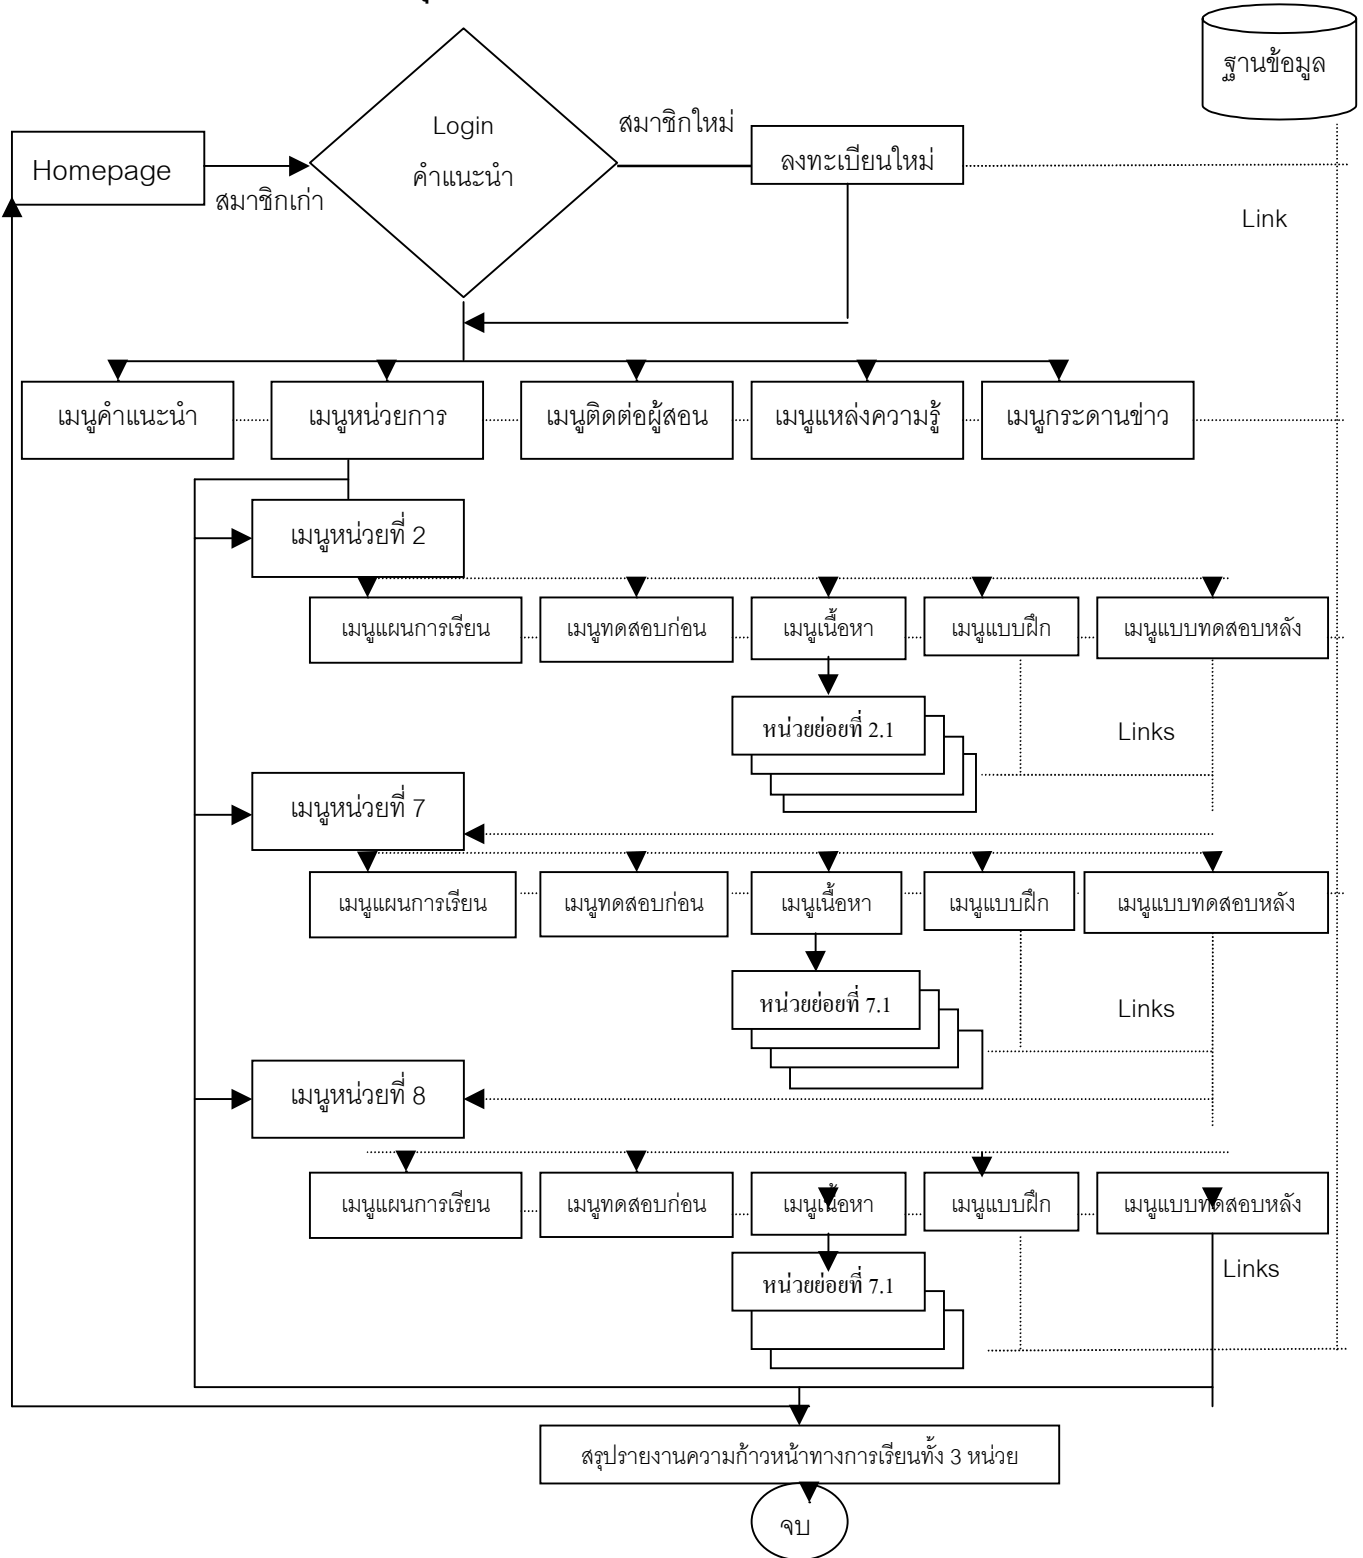 ฐานข้อมูล
Login
คำแนะนำ
สมาชิกใหม่
ลงทะเบียนใหม่
Homepage
สมาชิกเก่า
Link
เมนูคำแนะนำ
เมนูหน่วยการ
เมนูติดต่อผู้สอน
เมนูแหล่งความรู้
เมนูกระดานข่าว
เมนูหน่วยที่ 2
เมนูแผนการเรียน
เมนูทดสอบก่อน
เมนูเนื้อหา
เมนูแบบฝึก
เมนูแบบทดสอบหลัง
หน่วยย่อยที่ 2.1
Links
เมนูหน่วยที่ 7
เมนูแผนการเรียน
เมนูทดสอบก่อน
เมนูเนื้อหา
เมนูแบบฝึก
เมนูแบบทดสอบหลัง
หน่วยย่อยที่ 7.1
Links
เมนูหน่วยที่ 8
เมนูแผนการเรียน
เมนูทดสอบก่อน
เมนูเนื้อหา
เมนูแบบฝึก
เมนูแบบทดสอบหลัง
หน่วยย่อยที่ 7.1
Links
สรุปรายงานความก้าวหน้าทางการเรียนทั้ง 3 หน่วย
จบ